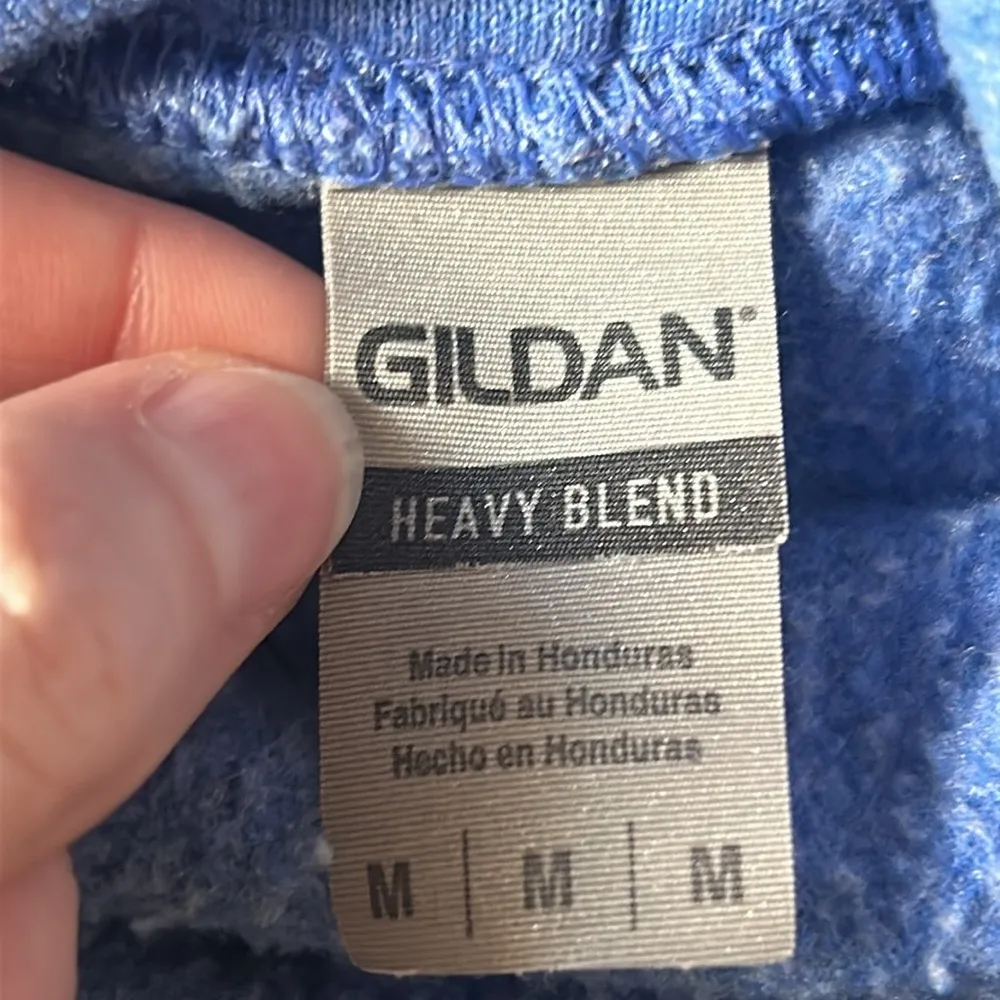 GILDAN®
HEAVY BLEND
Made in Honduras
Fabriqué au Honduras
Hecho en Honduras
M | M | M